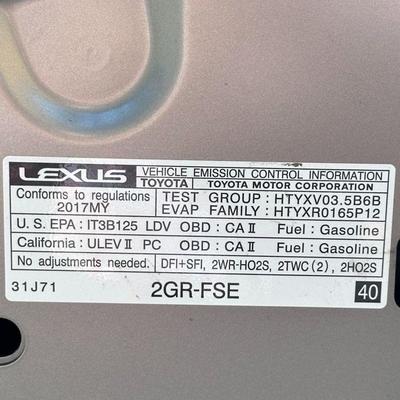 LEXUS VEHICLE EMISSION CONTROL INFORMATION
TOYOTA TOYOTA MOTOR CORPORATION
Conforms to regulations
2017MY
TEST GROUP : HTYXV03.5B6B
EVAP FAMILY : HTYXR0165P12
U. S. EPA : IT3B125 LDV OBD : CA II Fuel : Gasoline
California : ULEV II PC OBD : CA II Fuel : Gasoline
No adjustments needed. DFI+SFI, 2WR-HO2S, 2TWC (2), 2HO2S
31J71 2GR-FSE 40